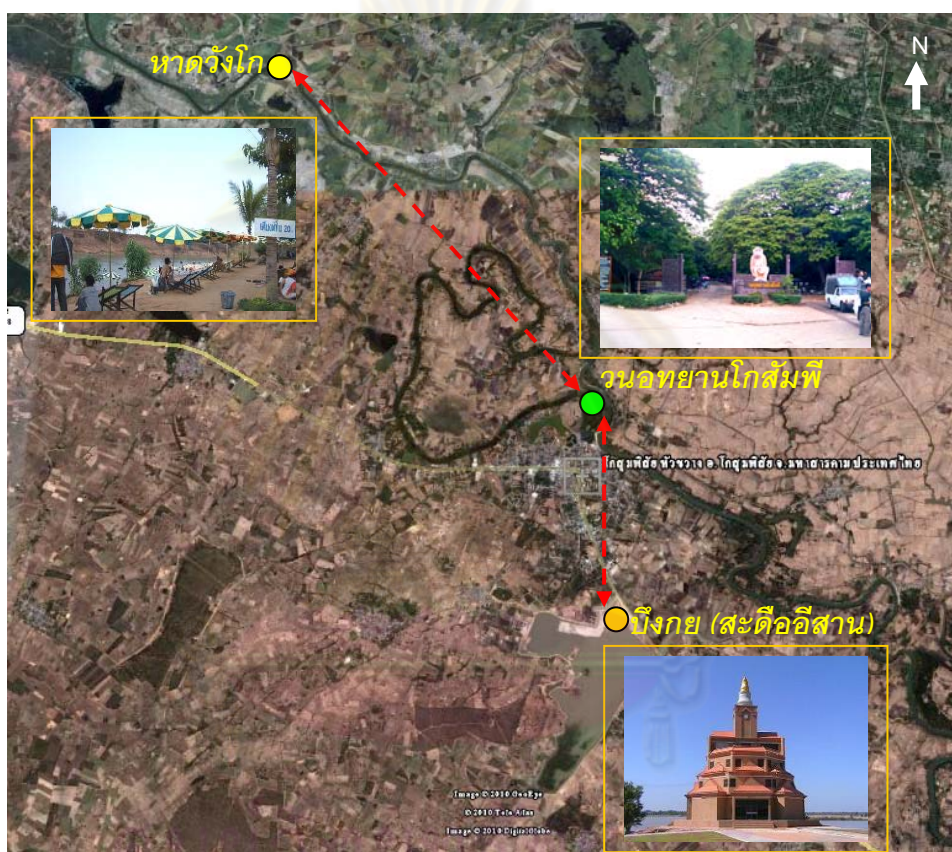 หาดวังโก
N
วนอทยานโกสัมพี
โกสุมพิสัย หัวขวาง อ.โกสุมพิสัย จ.มหาสารคาม ประเทศไทย
บึงกย (สะดืออีสาน)
Image © 2010 GeoEye
© 2010 Tele Atlas
Image © 2010 DigitalGlobe